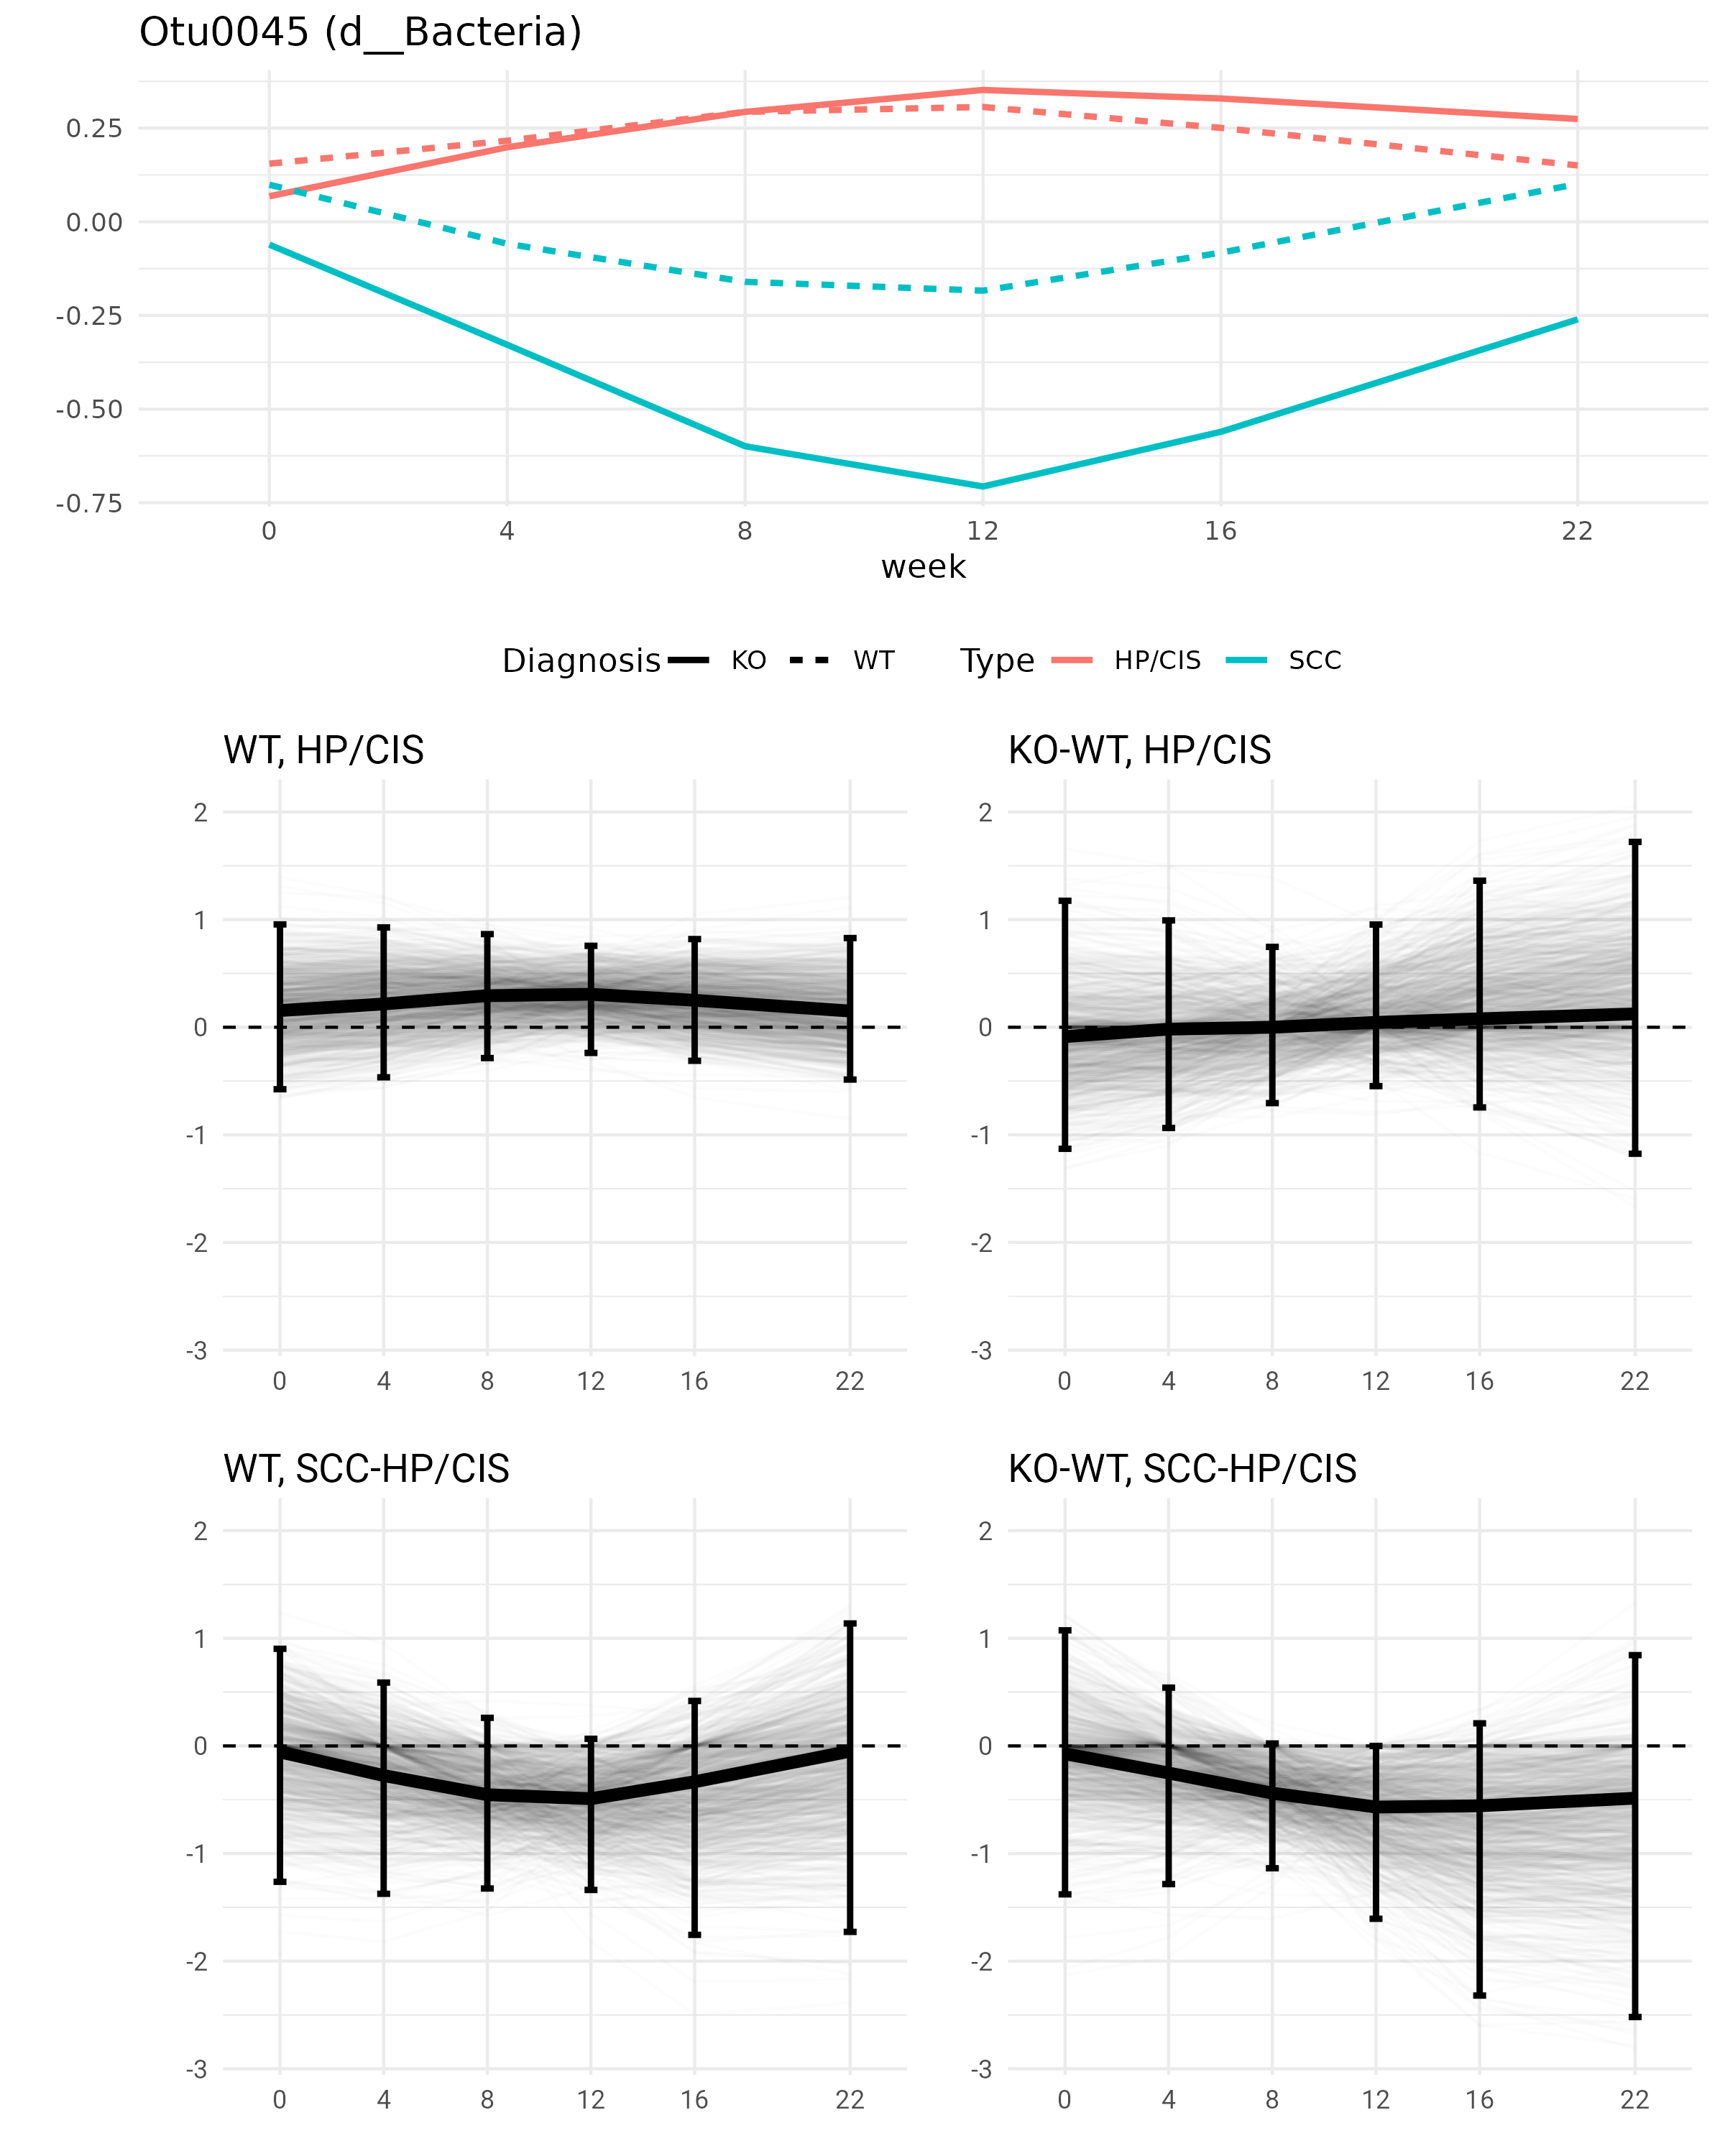 Otu0045 (d__Bacteria)
0.25
0.00
-0.25
-0.50
-0.75
0 4 8 12 16 22
week
Diagnosis KO WT Type HP/CIS SCC
WT, HP/CIS
2
1
0
-1
-2
-3
0 4 8 12 16 22
KO-WT, HP/CIS
2
1
0
-1
-2
-3
0 4 8 12 16 22
WT, SCC-HP/CIS
2
1
0
-1
-2
-3
0 4 8 12 16 22
KO-WT, SCC-HP/CIS
2
1
0
-1
-2
-3
0 4 8 12 16 22